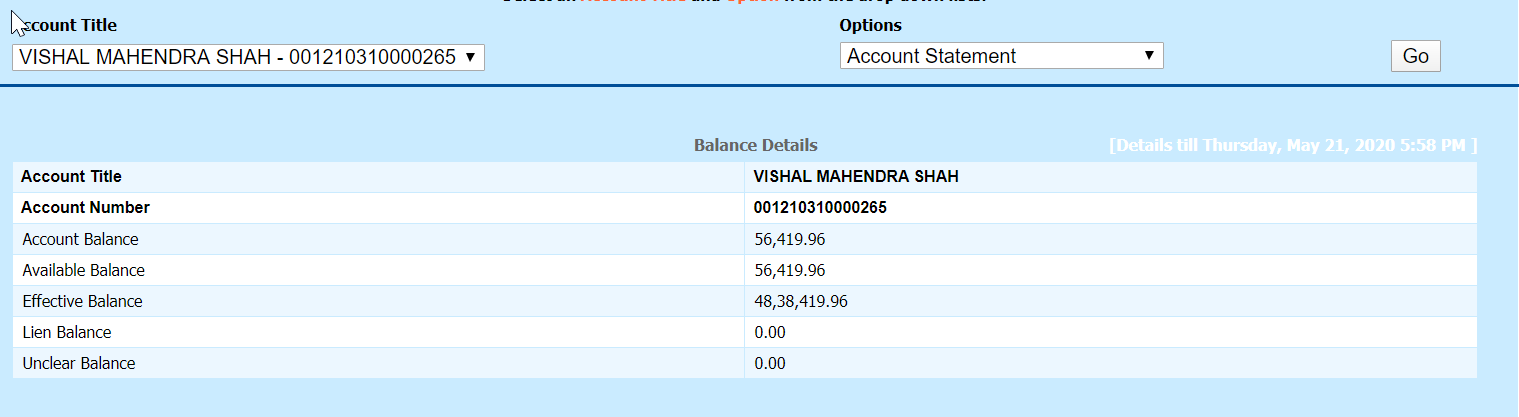 Account Title Options
VISHAL MAHENDRA SHAH - 001210310000265 Account Statement Go
Balance Details [Details till Thursday, May 21, 2020 5:58 PM ]
Account Title VISHAL MAHENDRA SHAH
Account Number 001210310000265
Account Balance 56,419.96
Available Balance 56,419.96
Effective Balance 48,38,419.96
Lien Balance 0.00
Unclear Balance 0.00